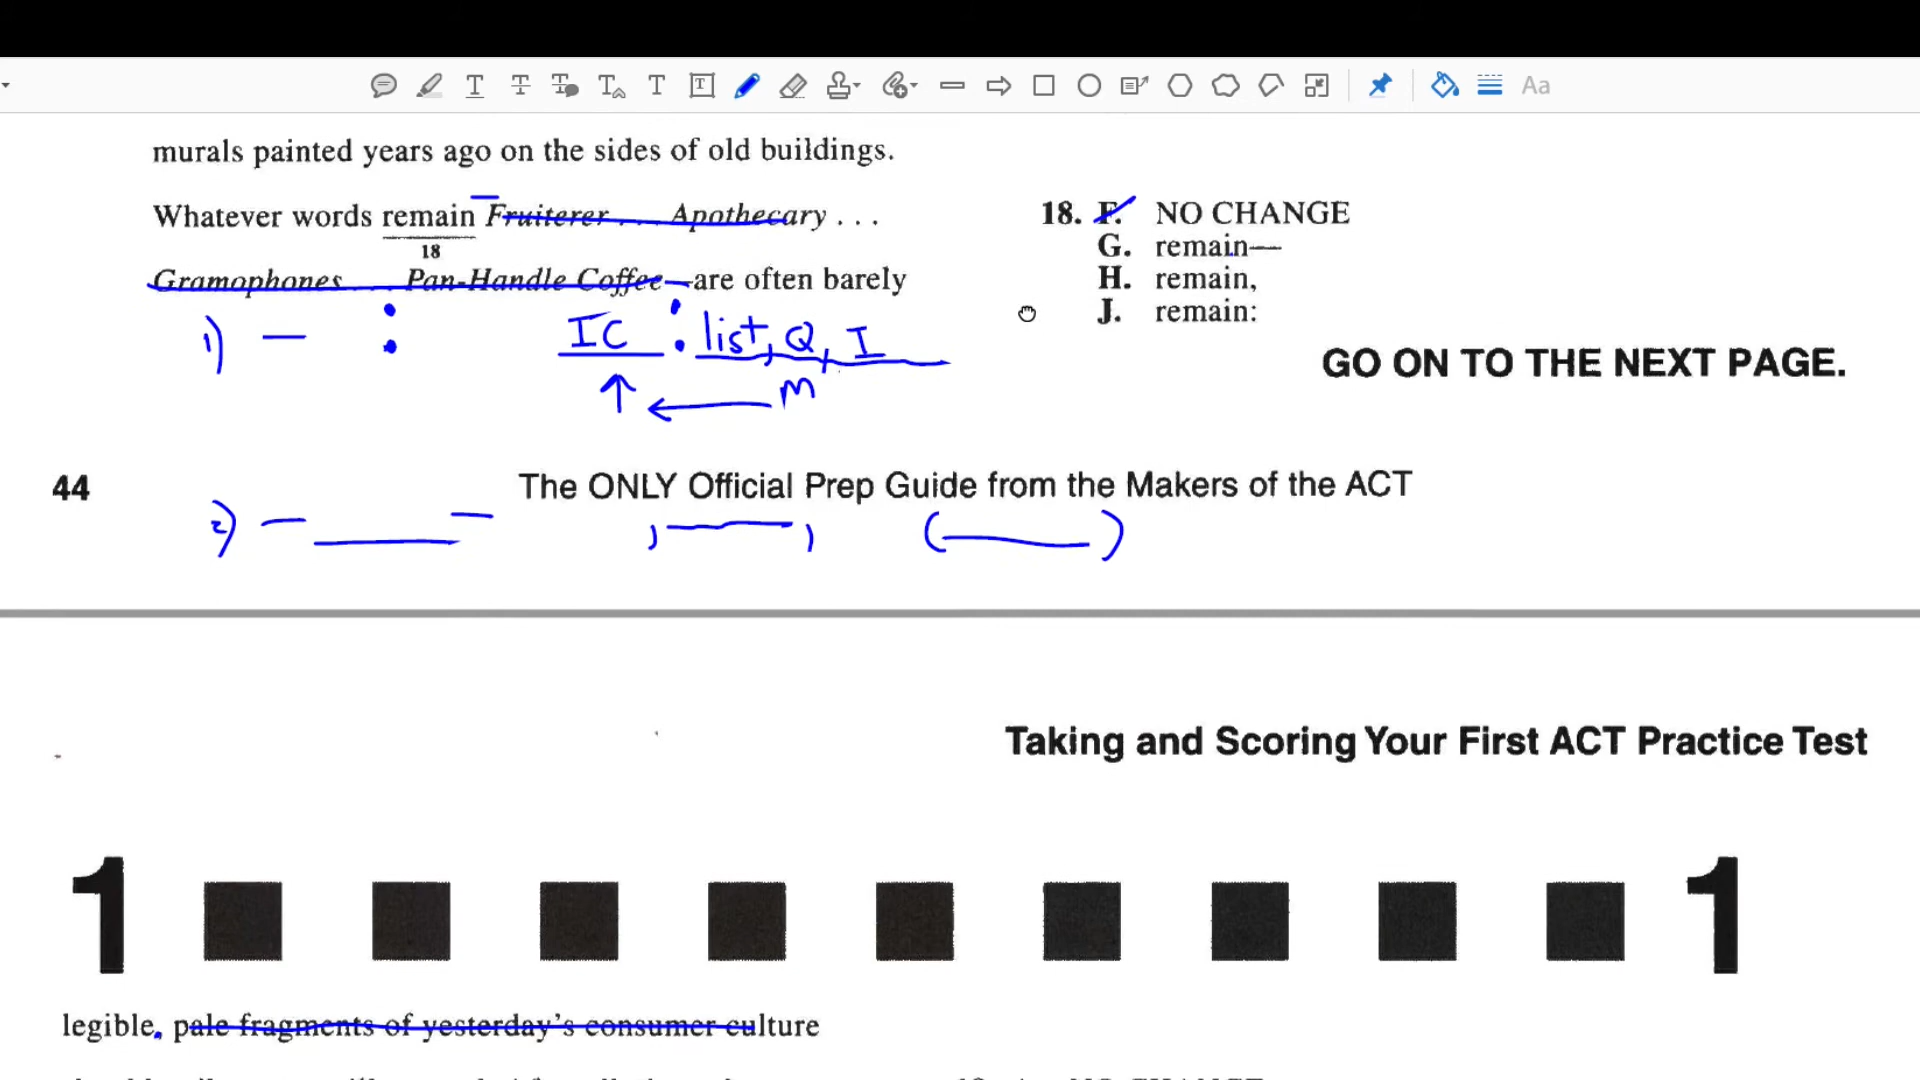 Aa
murals painted years ago on the sides of old buildings.
Whatever words remain Fruiterer . . . Apothecary . . .
18
Gramophones . . . Pan-Handle Coffee—are often barely
18. F. NO CHANGE
G. remain—
H. remain,
J. remain:
1) — :
IC : list, Q, I
M
GO ON TO THE NEXT PAGE.
44
The ONLY Official Prep Guide from the Makers of the ACT
2) — — , , ( )
Taking and Scoring Your First ACT Practice Test
1 1
legible, pale fragments of yesterday's consumer culture
NO CHANGE